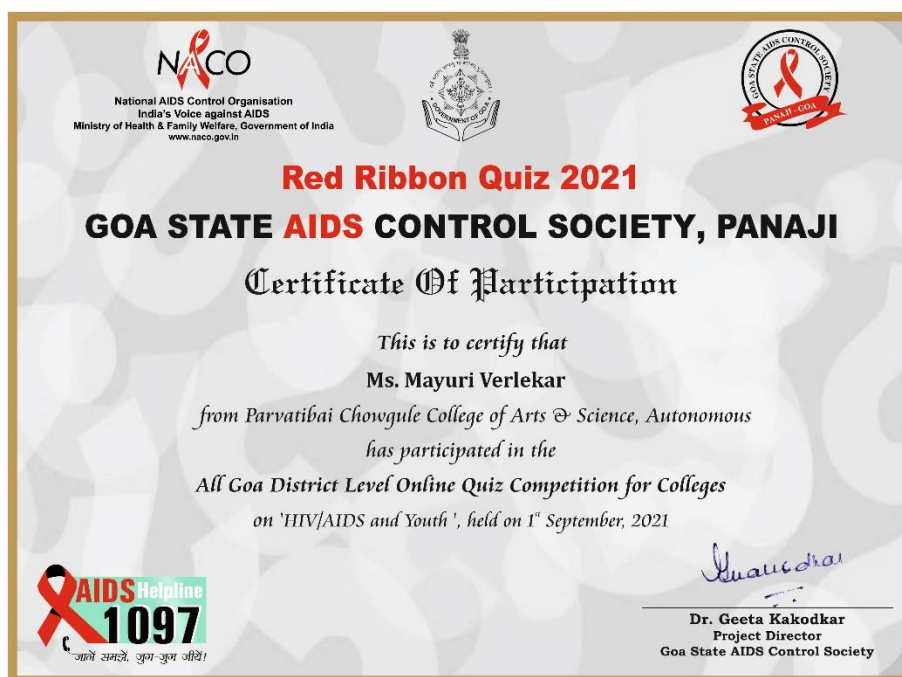 NACO
National AIDS Control Organisation
India's Voice against AIDS
Ministry of Health & Family Welfare, Government of India
www.naco.gov.in
GOVERNMENT OF GOA
GOA STATE AIDS CONTROL SOCIETY
PANAJI - GOA
Red Ribbon Quiz 2021
GOA STATE AIDS CONTROL SOCIETY, PANAJI
Certificate Of Participation
This is to certify that
Ms. Mayuri Verlekar
from Parvatibai Chowgule College of Arts & Science, Autonomous
has participated in the
All Goa District Level Online Quiz Competition for Colleges
on 'HIV/AIDS and Youth ', held on 1st September, 2021
AIDS Helpline
1097
जानें समझें, जुग-जुग जीयें!
Dr. Geeta Kakodkar
Project Director
Goa State AIDS Control Society